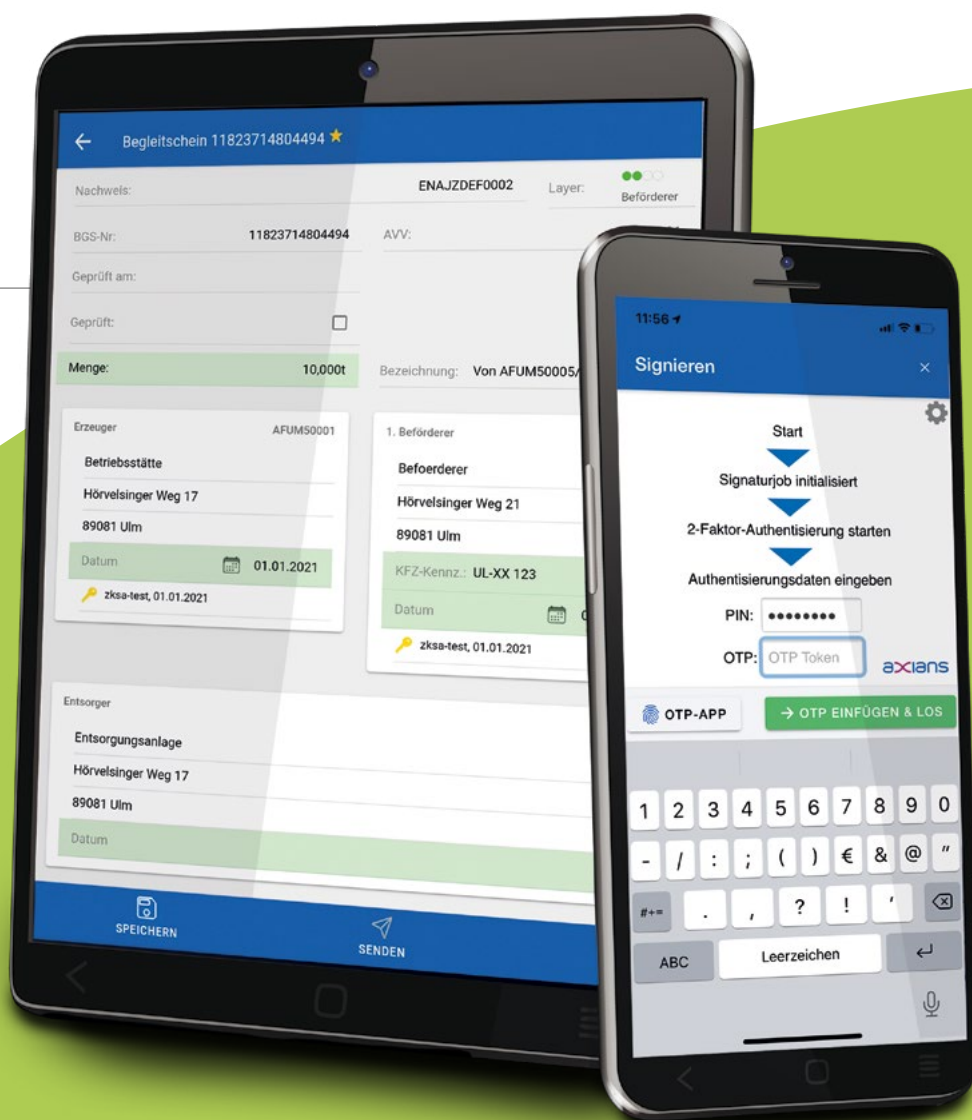 Begleitschein 11823714804494
Nachweis: ENAJZDEF0002 Layer: Beförderer
BGS-Nr: 11823714804494 AVV:
Geprüft am:
Geprüft:
Menge: 10,000t Bezeichnung: Von AFUM50005/
Erzeuger AFUM50001
Betriebsstätte
Hörvelsinger Weg 17
89081 Ulm
Datum 01.01.2021
zksa-test, 01.01.2021
1. Beförderer
Befoerderer
Hörvelsinger Weg 21
89081 Ulm
KFZ-Kennz.: UL-XX 123
Datum
zksa-test, 01.01.2021
Entsorger
Entsorgungsanlage
Hörvelsinger Weg 17
89081 Ulm
Datum
SPEICHERN
SENDEN
11:56
Signieren ×
Start
Signaturjob initialisiert
2-Faktor-Authentisierung starten
Authentisierungsdaten eingeben
PIN: ••••••••
OTP: OTP Token
axians
OTP-APP
→ OTP EINFÜGEN & LOS
1 2 3 4 5 6 7 8 9 0
- / : ; ( ) € & @ "
#+= . , ? ! '
ABC Leerzeichen